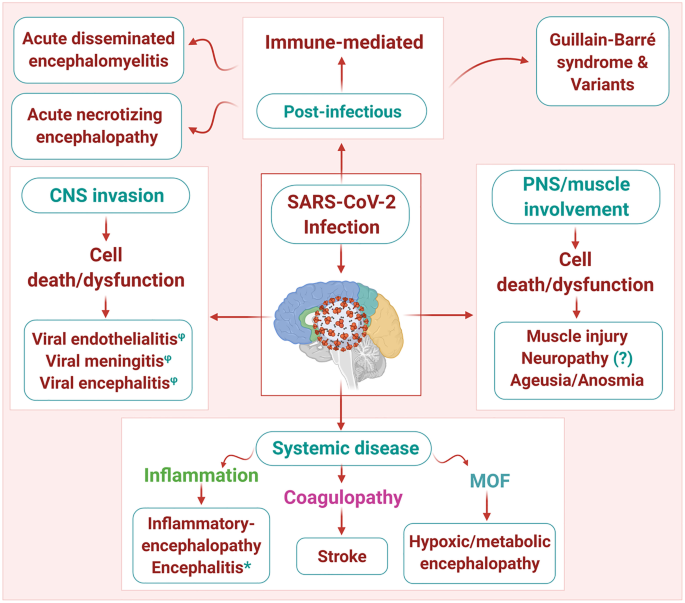 Acute disseminated
encephalomyelitis
Immune-mediated
Guillain-Barré
syndrome &
Variants
Acute necrotizing
encephalopathy
Post-infectious
CNS invasion
Cell
death/dysfunction
Viral endothelialitisᵠ
Viral meningitisᵠ
Viral encephalitisᵠ
SARS-CoV-2
Infection
PNS/muscle
involvement
Cell
death/dysfunction
Muscle injury
Neuropathy (?)
Ageusia/Anosmia
Systemic disease
Inflammation
Coagulopathy
MOF
Inflammatory-
encephalopathy
Encephalitis*
Stroke
Hypoxic/metabolic
encephalopathy